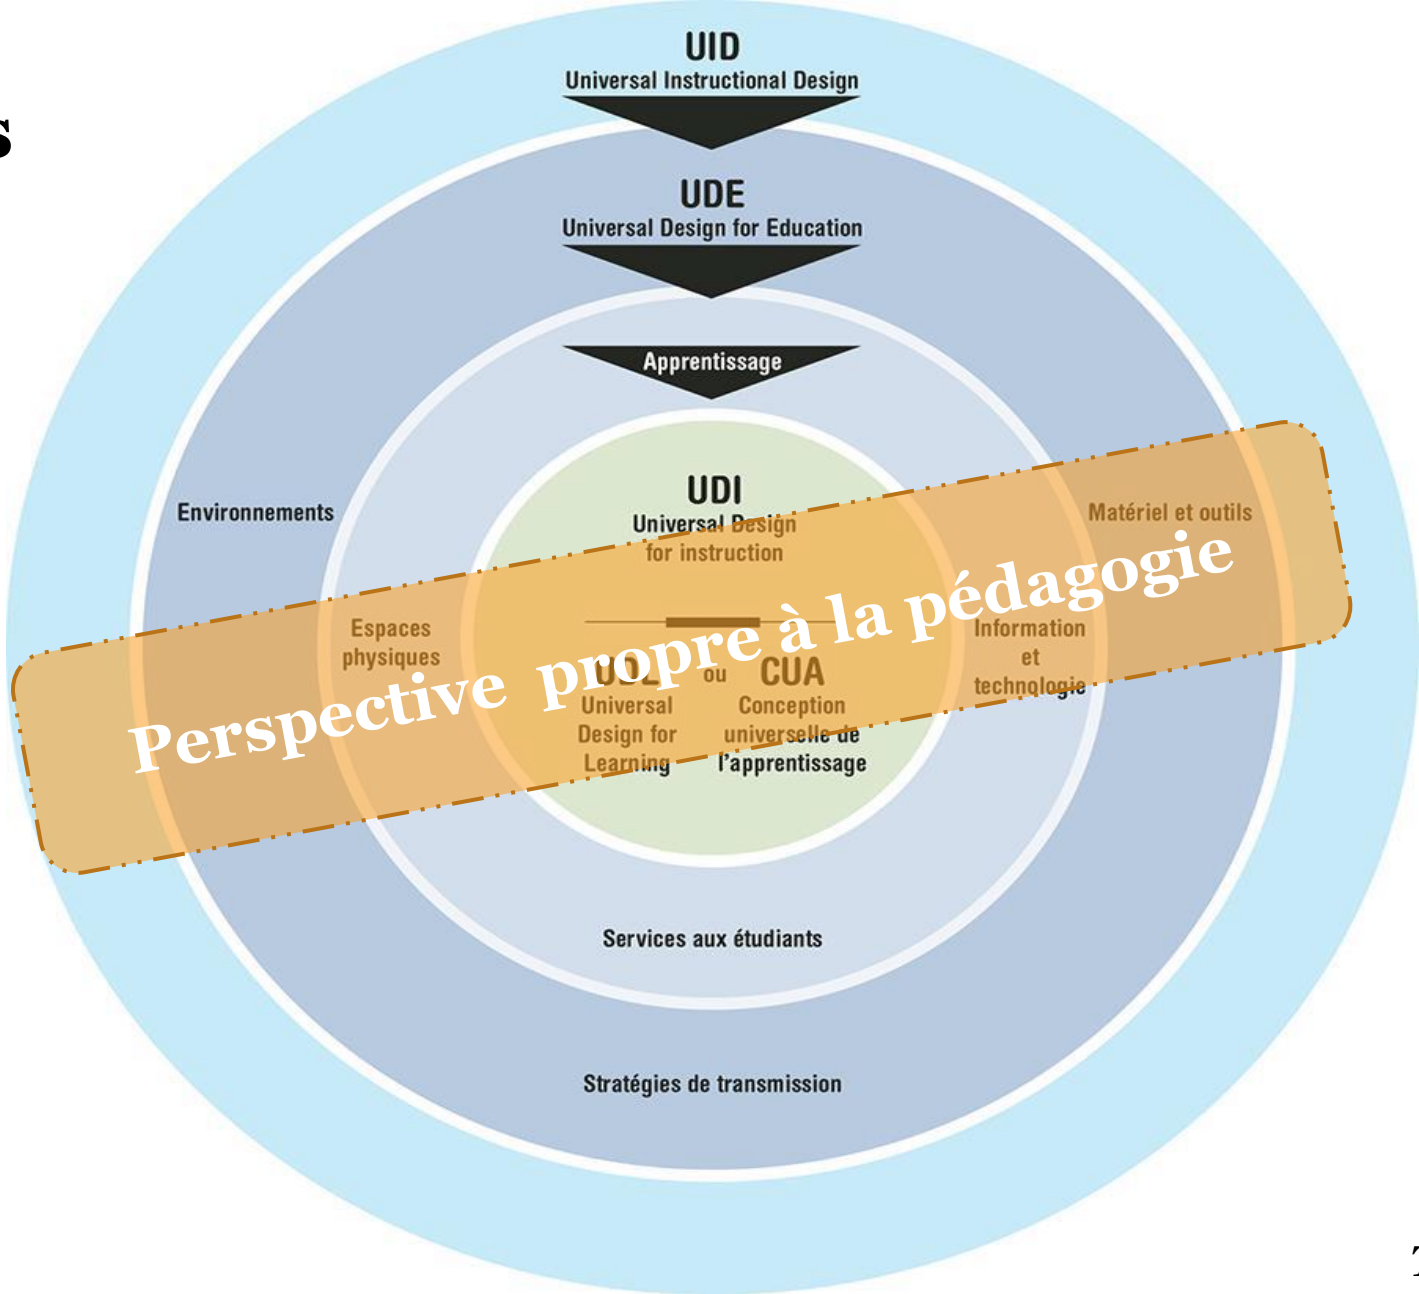 s
UID
Universal Instructional Design
UDE
Universal Design for Education
Apprentissage
Environnements
Matériel et outils
UDI
Universal Design
for instruction
Perspective propre à la pédagogie
Espaces
physiques
Information
et
technologie
UDL
ou
CUA
Universal
Design for
Learning
Conception
universelle de
l'apprentissage
Services aux étudiants
Stratégies de transmission